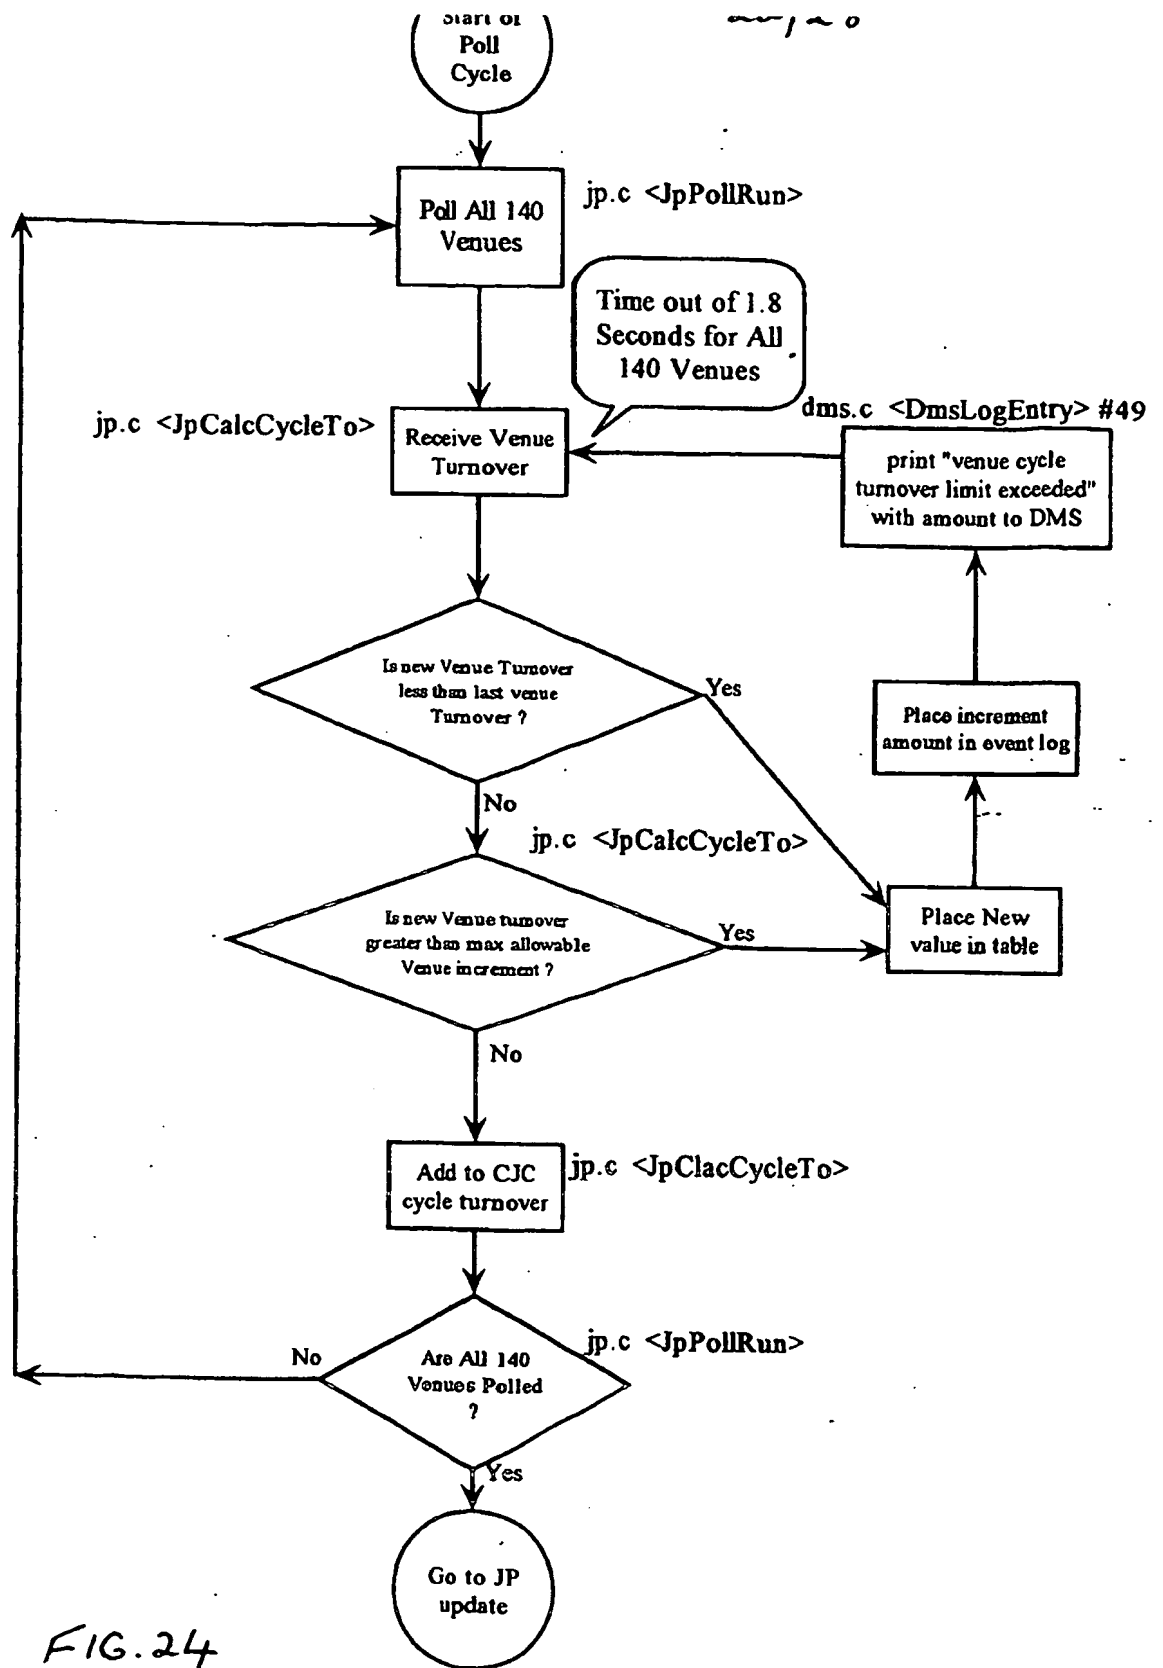 Start of
Poll
Cycle
Poll All 140
Venues
jp.c <JpPollRun>
Time out of 1.8
Seconds for All
140 Venues
jp.c <JpCalcCycleTo>
Receive Venue
Turnover
dms.c <DmsLogEntry> #49
print "venue cycle
turnover limit exceeded"
with amount to DMS
Is new Venue Turnover
less than last venue
Turnover ?
Yes
Place increment
amount in event log
No
jp.c <JpCalcCycleTo>
Is new Venue turnover
greater than max allowable
Venue increment ?
Yes
Place New
value in table
No
Add to CJC
cycle turnover
jp.c <JpClacCycleTo>
Are All 140
Venues Polled
?
jp.c <JpPollRun>
No
Yes
Go to JP
update
FIG.24